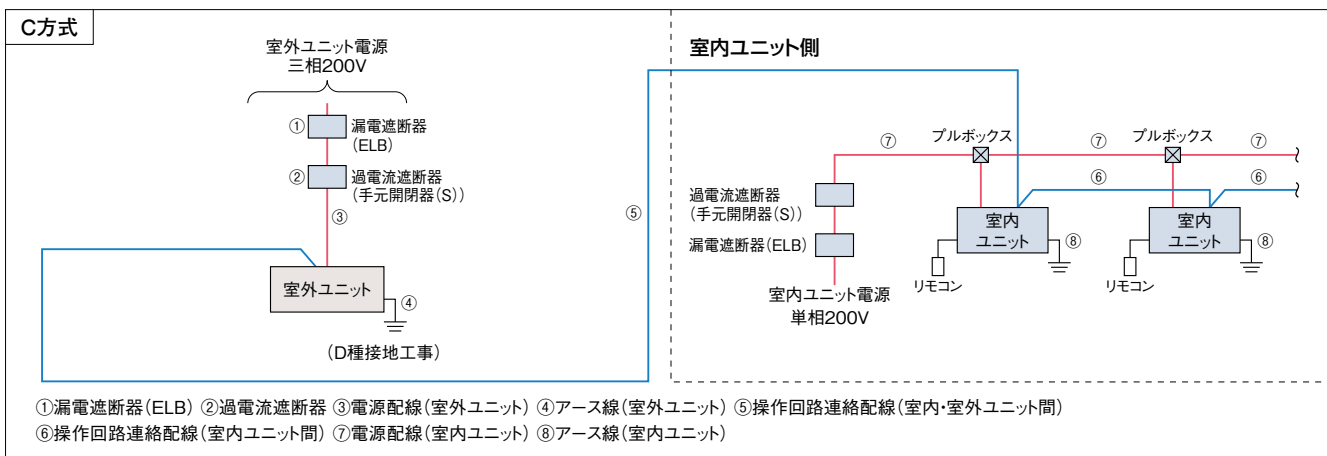 C方式
室外ユニット電源
三相200V
① 漏電遮断器
(ELB)
② 過電流遮断器
(手元開閉器(S))
③
室外ユニット
④
(D種接地工事)
⑤
室内ユニット側
⑦ プルボックス ⑦ プルボックス ⑦
⑥ ⑥
過電流遮断器
(手元開閉器(S))
漏電遮断器(ELB)
室内ユニット電源
単相200V
室内
ユニット
⑧
リモコン
室内
ユニット
⑧
リモコン
①漏電遮断器(ELB) ②過電流遮断器 ③電源配線(室外ユニット) ④アース線(室外ユニット) ⑤操作回路連絡配線(室内・室外ユニット間)
⑥操作回路連絡配線(室内ユニット間) ⑦電源配線(室内ユニット) ⑧アース線(室内ユニット)